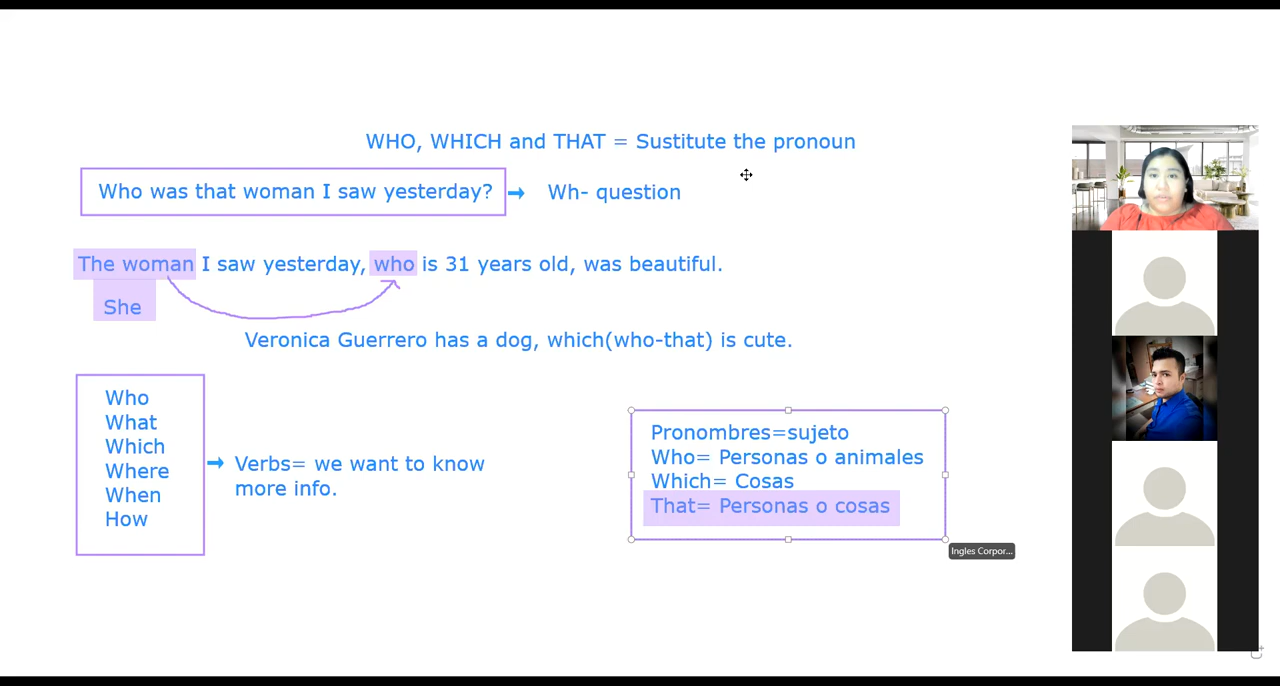 WHO, WHICH and THAT = Sustitute the pronoun
Who was that woman I saw yesterday?
Wh- question
The woman I saw yesterday, who is 31 years old, was beautiful.
She
Veronica Guerrero has a dog, which(who-that) is cute.
Who
What
Which
Where
When
How
Verbs= we want to know
more info.
Pronombres=sujeto
Who= Personas o animales
Which= Cosas
That= Personas o cosas
Ingles Corpor...